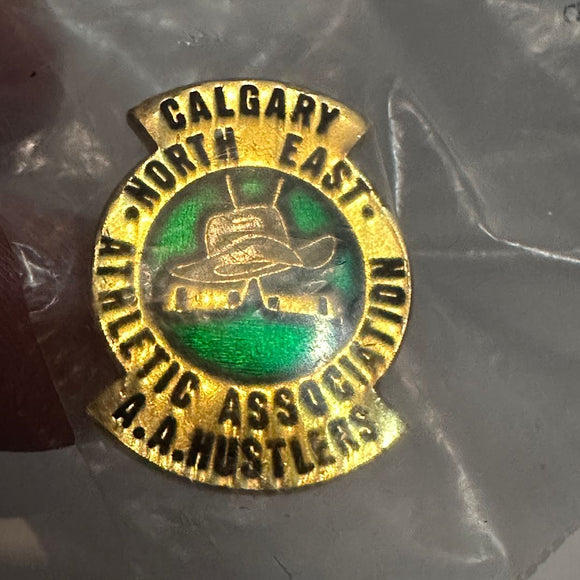 CALGARY
•NORTH EAST•
ATHLETIC ASSOCIATION
A.A.HUSTLERS